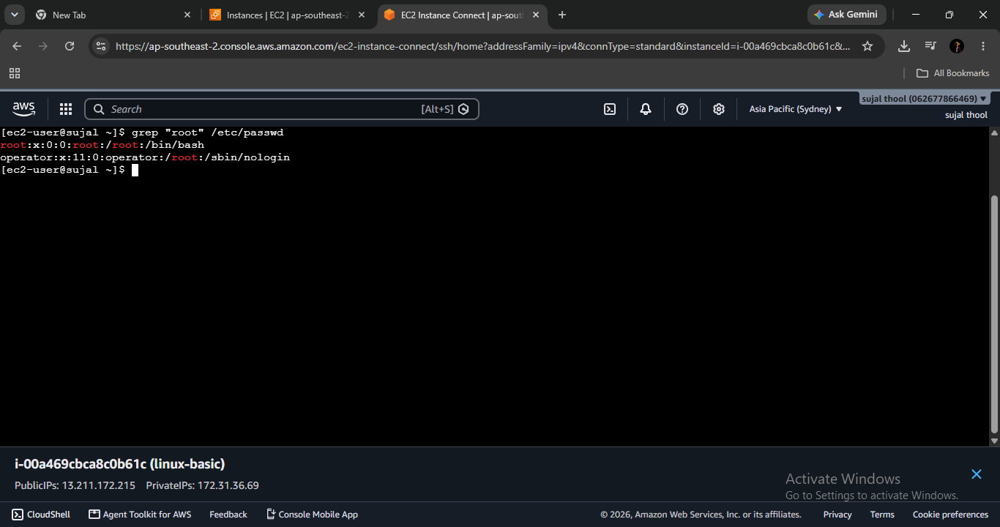 New Tab
Instances | EC2 | ap-southeast-2
EC2 Instance Connect | ap-sout
Ask Gemini
https://ap-southeast-2.console.aws.amazon.com/ec2-instance-connect/ssh/home?addressFamily=ipv4&connType=standard&instanceId=i-00a469cbca8c0b61c&...
All Bookmarks
aws
Search
[Alt+S]
Asia Pacific (Sydney)
sujal thool (062677866469)
sujal thool
[ec2-user@sujal ~]$ grep "root" /etc/passwd
root:x:0:0:root:/root:/bin/bash
operator:x:11:0:operator:/root:/sbin/nologin
[ec2-user@sujal ~]$
i-00a469cbca8c0b61c (linux-basic)
PublicIPs: 13.211.172.215 PrivateIPs: 172.31.36.69
Activate Windows
Go to Settings to activate Windows.
CloudShell
Agent Toolkit for AWS
Feedback
Console Mobile App
© 2026, Amazon Web Services, Inc. or its affiliates.
Privacy
Terms
Cookie preferences